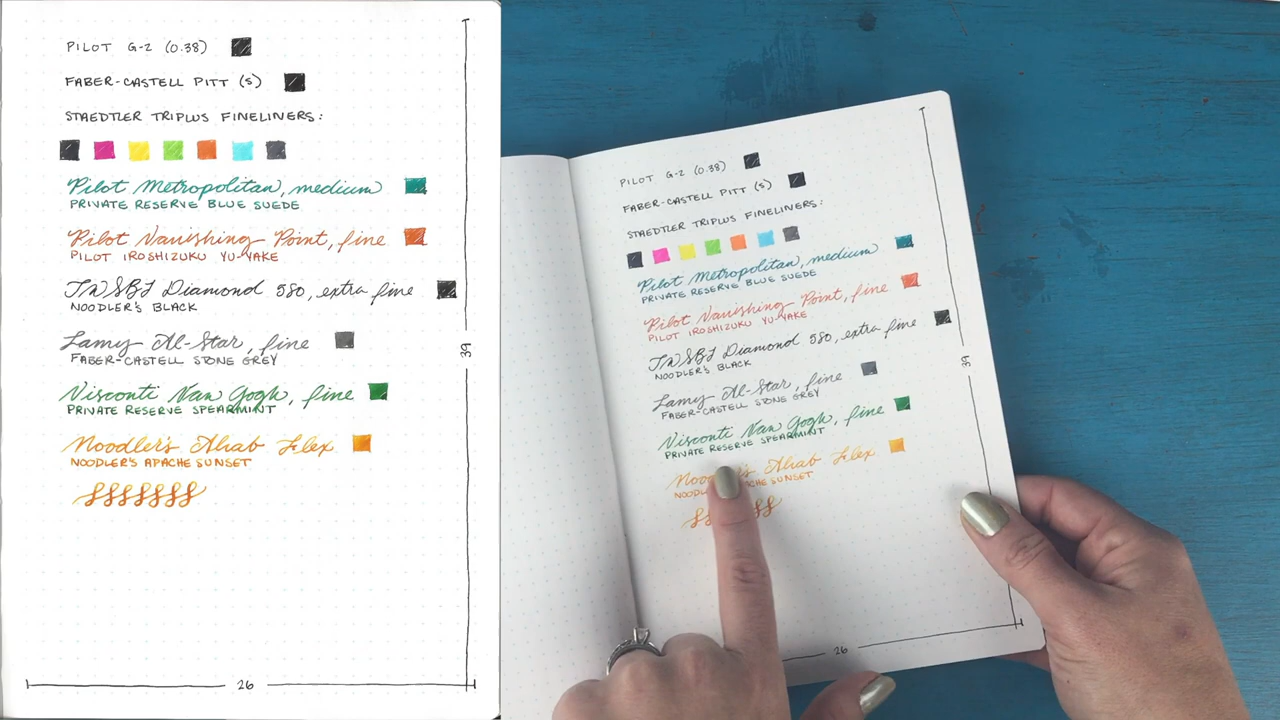 PILOT G-2 (0.38)
FABER-CASTELL PITT (S)
STAEDTLER TRIPLUS FINELINERS:
Pilot Metropolitan, medium
PRIVATE RESERVE BLUE SUEDE
Pilot Vanishing Point, fine
PILOT IROSHIZUKU YU-YAKE
TWSBI Diamond 580, extra fine
NOODLER'S BLACK
Lamy Al-Star, fine
FABER-CASTELL STONE GREY
Visconti Van Gogh, fine
PRIVATE RESERVE SPEARMINT
Noodler's Ahab Flex
NOODLER'S APACHE SUNSET
39
26
PILOT G-2 (0.38)
FABER-CASTELL PITT (S)
STAEDTLER TRIPLUS FINELINERS:
Pilot Metropolitan, medium
PRIVATE RESERVE BLUE SUEDE
Pilot Vanishing Point, fine
PILOT IROSHIZUKU YU-YAKE
TWSBI Diamond 580, extra fine
NOODLER'S BLACK
Lamy Al-Star, fine
FABER-CASTELL STONE GREY
Visconti Van Gogh, fine
PRIVATE RESERVE SPEARMINT
Ahab Flex
APACHE SUNSET
39
26